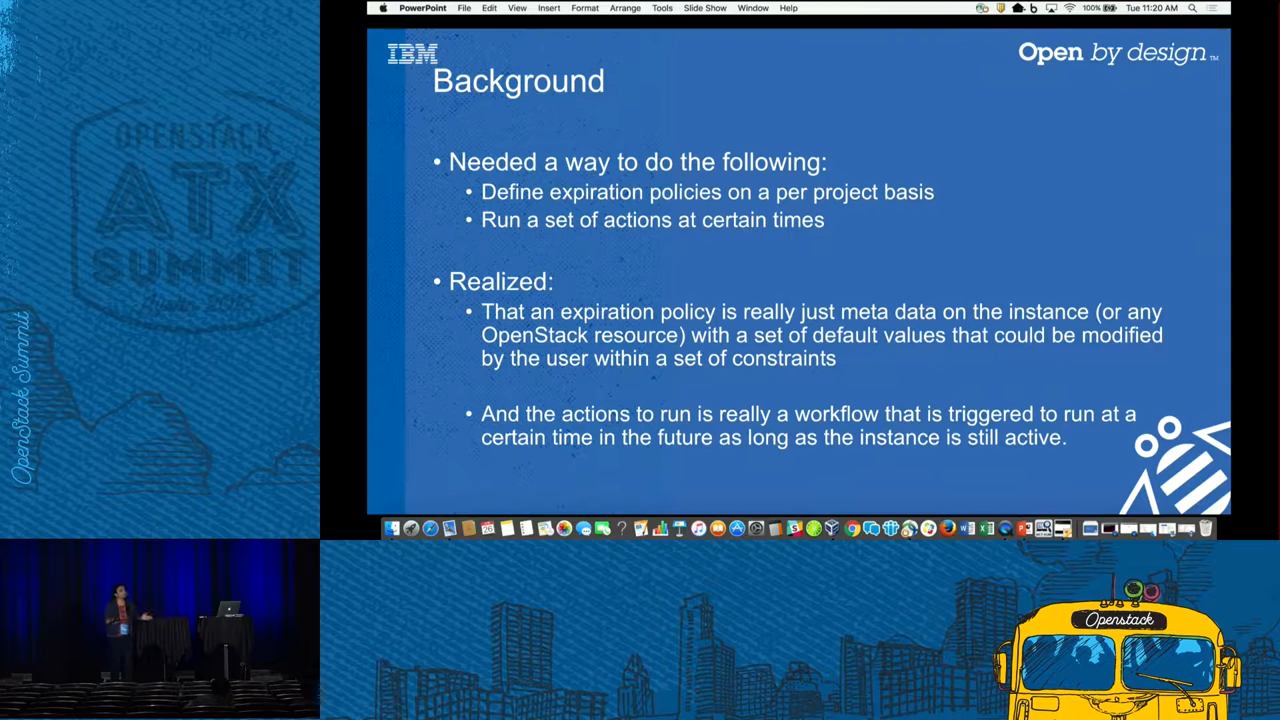 PowerPoint File Edit View Insert Format Arrange Tools Slide Show Window Help
100% Tue 11:20 AM
IBM
Open by design™
Background
• Needed a way to do the following:
• Define expiration policies on a per project basis
• Run a set of actions at certain times
• Realized:
• That an expiration policy is really just meta data on the instance (or any
OpenStack resource) with a set of default values that could be modified
by the user within a set of constraints
• And the actions to run is really a workflow that is triggered to run at a
certain time in the future as long as the instance is still active.
OPENSTACK
ATX
SUMMIT
OpenStack Summit
Openstack